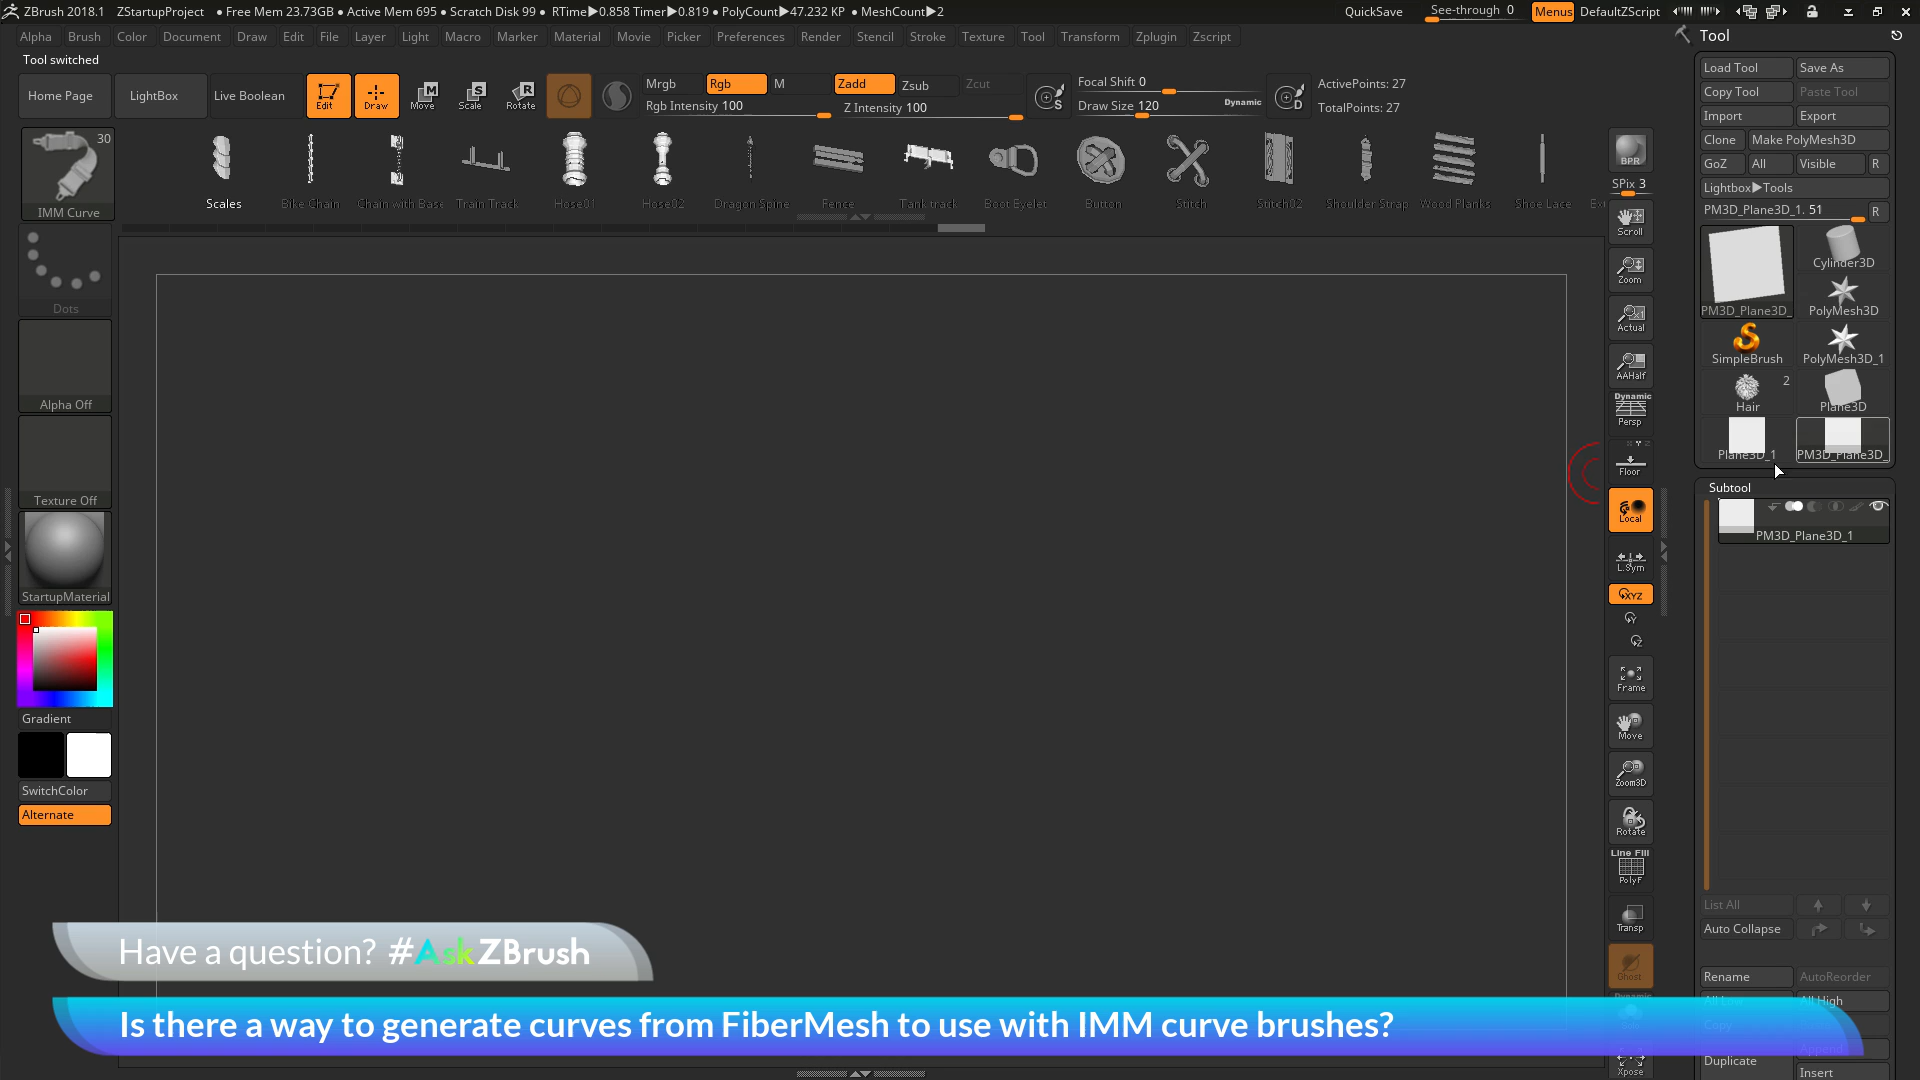 ZBrush 2018.1 ZStartupProject ● Free Mem 23.73GB ● Active Mem 695 ● Scratch Disk 99 ● RTime▶0.858 Timer▶0.819 ● PolyCount▶47.232 KP ● MeshCount▶2 QuickSave See-through 0 Menus DefaultZScript
Alpha Brush Color Document Draw Edit File Layer Light Macro Marker Material Movie Picker Preferences Render Stencil Stroke Texture Tool Transform Zplugin Zscript
Tool switched
Home Page LightBox Live Boolean Edit Draw Move Scale Rotate
Mrgb Rgb M Zadd Zsub Zcut
Rgb Intensity 100 Z Intensity 100
Focal Shift 0
Draw Size 120 Dynamic
ActivePoints: 27
TotalPoints: 27
30
IMM Curve
Scales Bike Chain Chain with Base Train Track Hose01 Hose02 Dragon Spine Fence Tank track Boot Eyelet Button Stitch Stitch02 Shoulder Strap Wood Planks Shoe Lace
Dots
Alpha Off
Texture Off
StartupMaterial
Gradient
SwitchColor
Alternate
BPR
SPix 3
Scroll
Zoom
Actual
AAHalf
Dynamic
Persp
Floor
Local
L.Sym
XYZ
Y
Z
Frame
Move
Zoom3D
Rotate
Line Fill
PolyF
Transp
Ghost
Xpose
Tool
Load Tool Save As
Copy Tool Paste Tool
Import Export
Clone Make PolyMesh3D
GoZ All Visible R
Lightbox▶Tools
PM3D_Plane3D_1. 51 R
PM3D_Plane3D_ Cylinder3D
PolyMesh3D
SimpleBrush PolyMesh3D_1
2
Hair Plane3D
Plane3D_1 PM3D_Plane3D_
Subtool
PM3D_Plane3D_1
List All
Auto Collapse
Rename AutoReorder
All Low All High
Copy
Append
Duplicate
Insert
Have a question? #AskZBrush
Is there a way to generate curves from FiberMesh to use with IMM curve brushes?